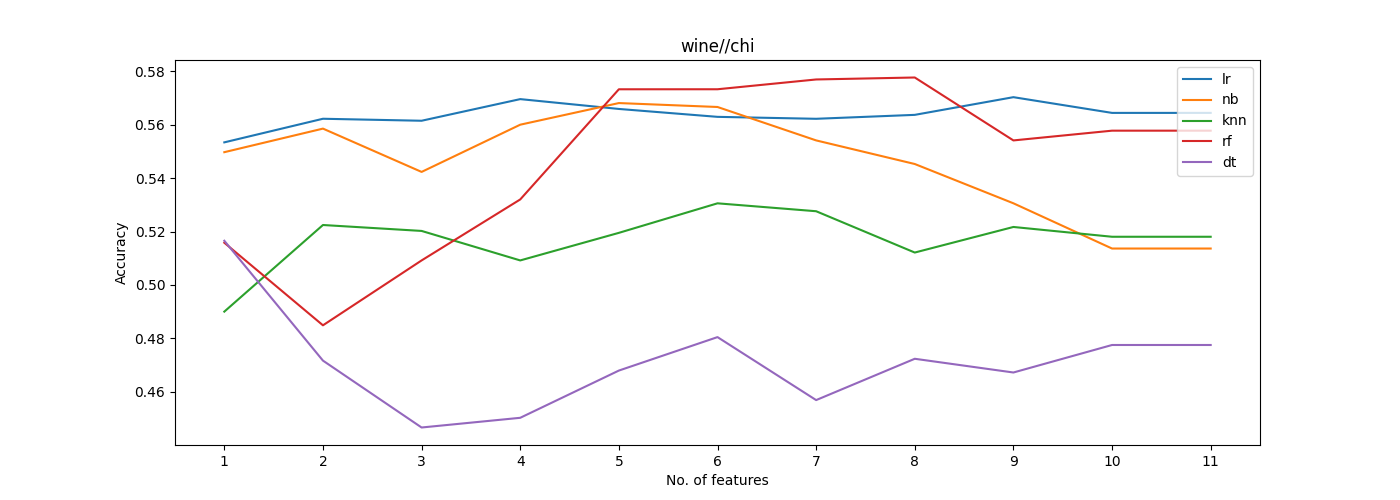 wine//chi
0.58
0.56
0.54
0.52
0.50
0.48
0.46
Accuracy
lr
nb
knn
rf
dt
1 2 3 4 5 6 7 8 9 10 11
No. of features